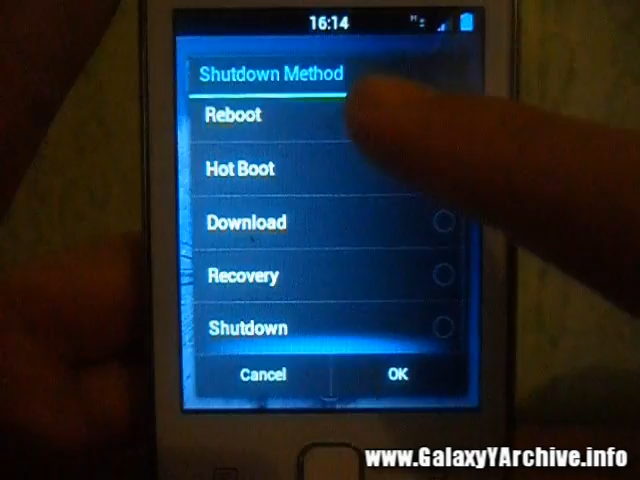 16:14
Shutdown Method
Reboot
Hot Boot
Download
Recovery
Shutdown
Cancel
OK
www.GalaxyYArchive.info